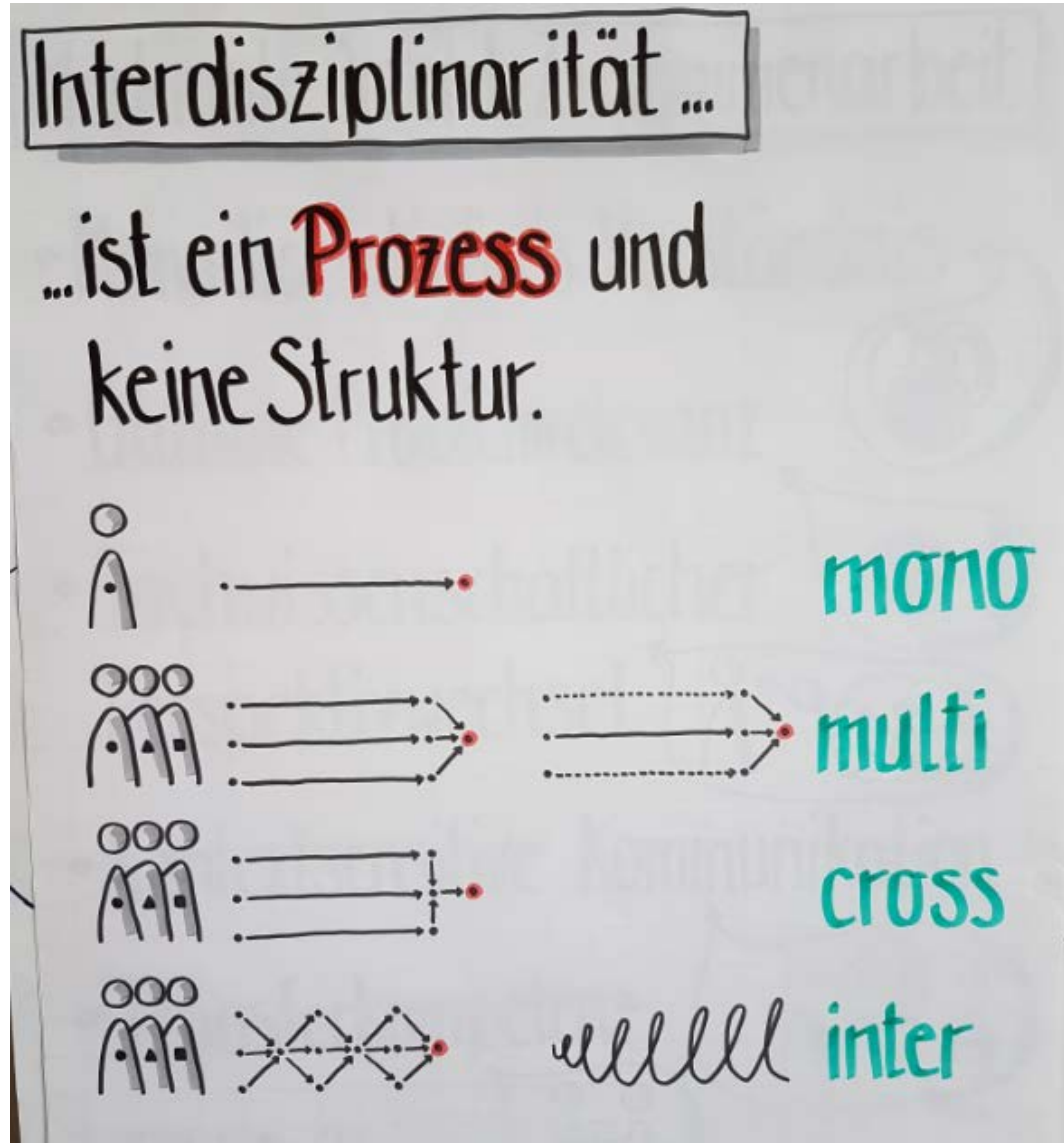 Interdisziplinarität...
...ist ein Prozess und
keine Struktur.
mono
multi
cross
inter